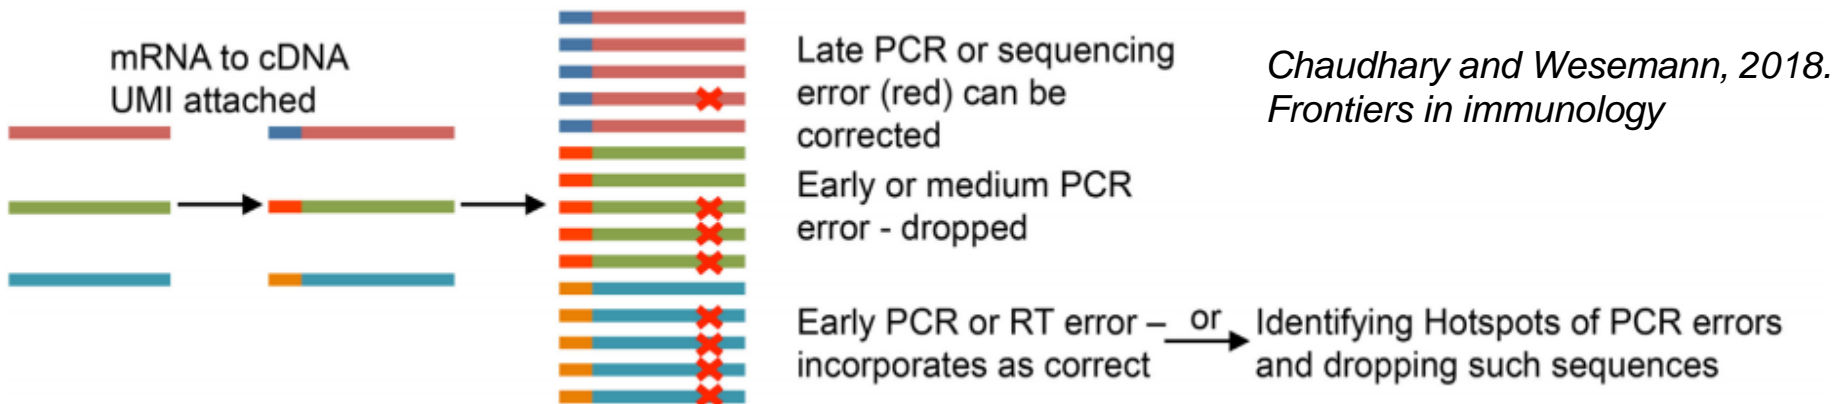 mRNA to cDNA
UMI attached
Late PCR or sequencing
error (red) can be
corrected
Early or medium PCR
error - dropped
Early PCR or RT error –
incorporates as correct
or
Identifying Hotspots of PCR errors
and dropping such sequences
Chaudhary and Wesemann, 2018.
Frontiers in immunology